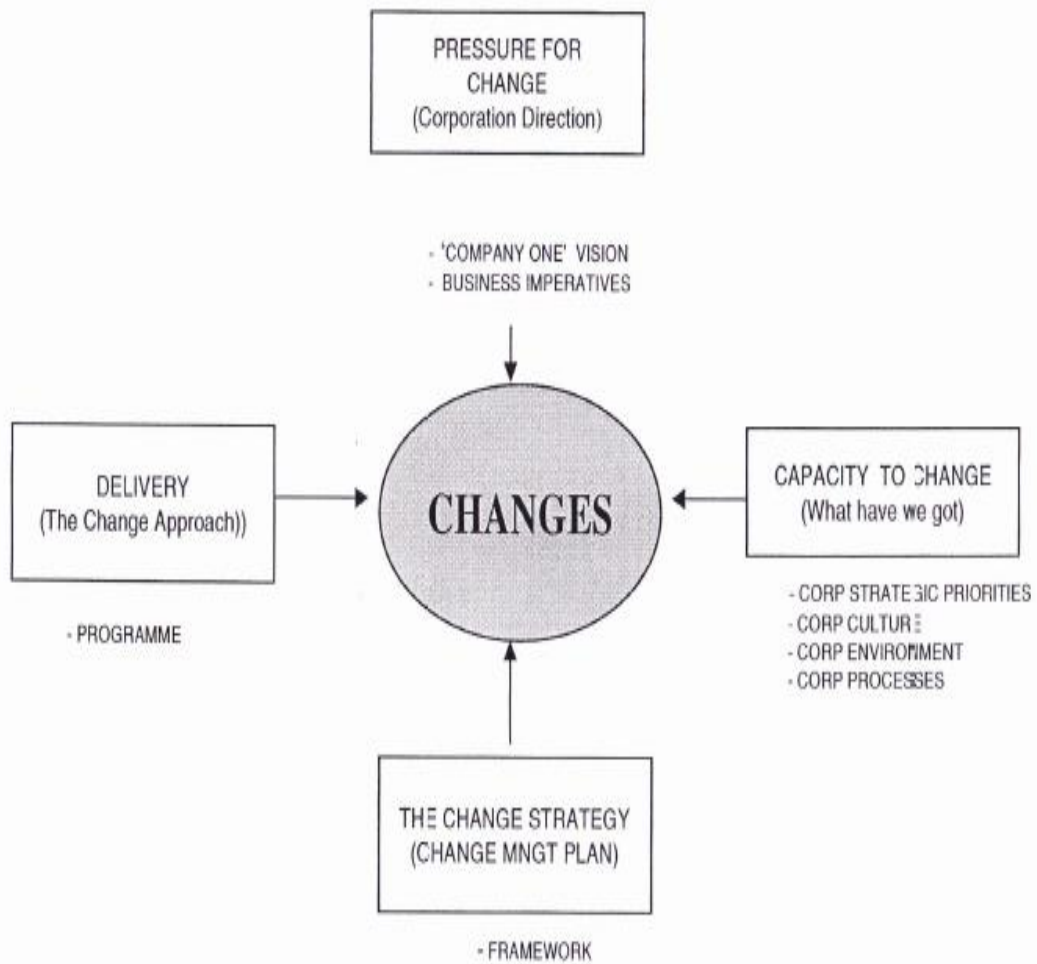 PRESSURE FOR
CHANGE
(Corporation Direction)
- 'COMPANY ONE' VISION
- BUSINESS IMPERATIVES
DELIVERY
(The Change Approach))
- PROGRAMME
CHANGES
CAPACITY TO CHANGE
(What have we got)
- CORP STRATEGIC PRIORITIES
- CORP CULTURE
- CORP ENVIRONMENT
- CORP PROCESSES
THE CHANGE STRATEGY
(CHANGE MNGT PLAN)
- FRAMEWORK